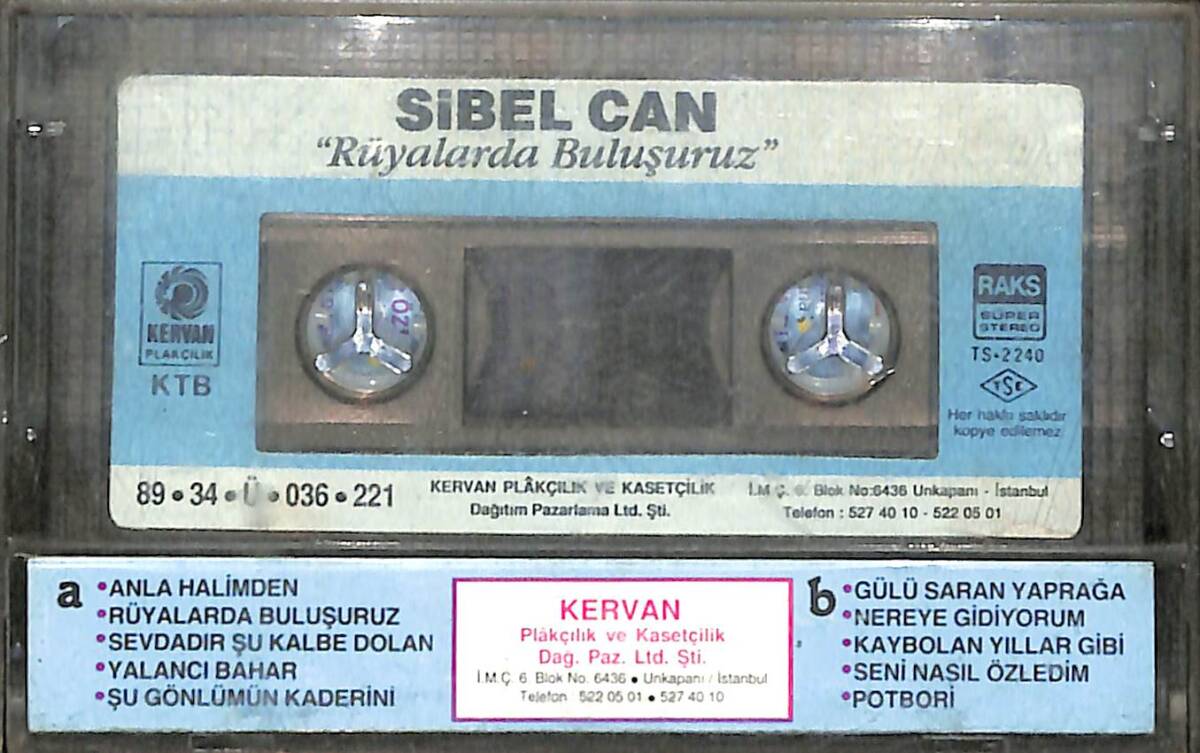 SİBEL CAN
"Rüyalarda Buluşuruz"
KERVAN
PLAKÇILIK
KTB
RAKS
SÜPER
STEREO
TS-2240
TSE
Her hakkı saklıdır
kopye edilemez
89 • 34 • Ü • 036 • 221
KERVAN PLÂKÇILIK VE KASETÇİLİK
Dağıtım Pazarlama Ltd. Şti.
İ.M.Ç. 6. Blok No:6436 Unkapanı - İstanbul
Telefon : 527 40 10 - 522 05 01
a
•ANLA HALİMDEN
•RÜYALARDA BULUŞURUZ
•SEVDADIR ŞU KALBE DOLAN
•YALANCI BAHAR
•ŞU GÖNLÜMÜN KADERİNİ
KERVAN
Plâkçılık ve Kasetçilik
Dağ. Paz. Ltd. Şti.
İ.M.Ç. 6. Blok No. 6436 • Unkapanı / İstanbul
Telefon 522 05 01 • 527 40 10
b
•GÜLÜ SARAN YAPRAĞA
•NEREYE GİDİYORUM
•KAYBOLAN YILLAR GİBİ
•SENİ NASIL ÖZLEDİM
•POTBORİ